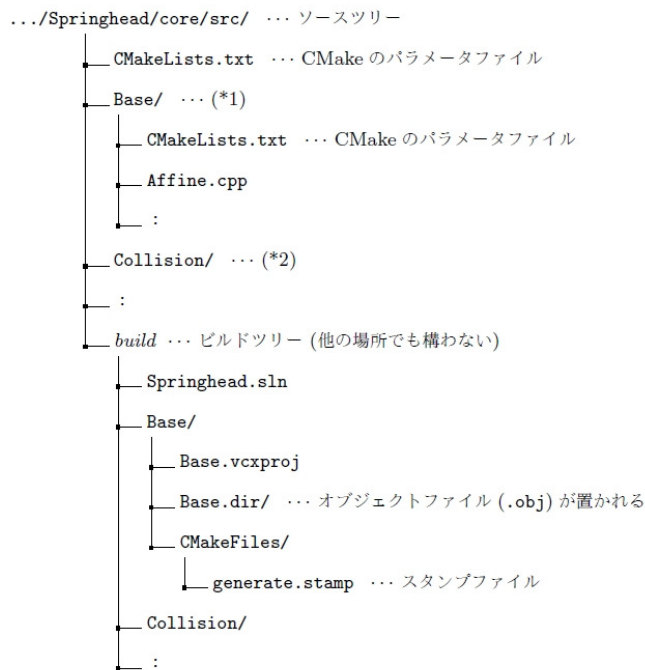 .../Springhead/core/src/ ··· ソースツリー
CMakeLists.txt ··· CMake のパラメータファイル
Base/ ··· (*1)
CMakeLists.txt ··· CMake のパラメータファイル
Affine.cpp
:
Collision/ ··· (*2)
:
build ··· ビルドツリー (他の場所でも構わない)
Springhead.sln
Base/
Base.vcxproj
Base.dir/ ··· オブジェクトファイル (.obj) が置かれる
CMakeFiles/
generate.stamp ··· スタンプファイル
Collision/
: